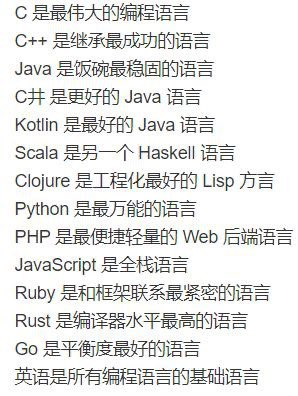 C 是最伟大的编程语言
C++ 是继承最成功的语言
Java 是饭碗最稳固的语言
C井 是更好的 Java 语言
Kotlin 是最好的 Java 语言
Scala 是另一个 Haskell 语言
Clojure 是工程化最好的 Lisp 方言
Python 是最万能的语言
PHP 是最便捷轻量的 Web 后端语言
JavaScript 是全栈语言
Ruby 是和框架联系最紧密的语言
Rust 是编译器水平最高的语言
Go 是平衡度最好的语言
英语是所有编程语言的基础语言